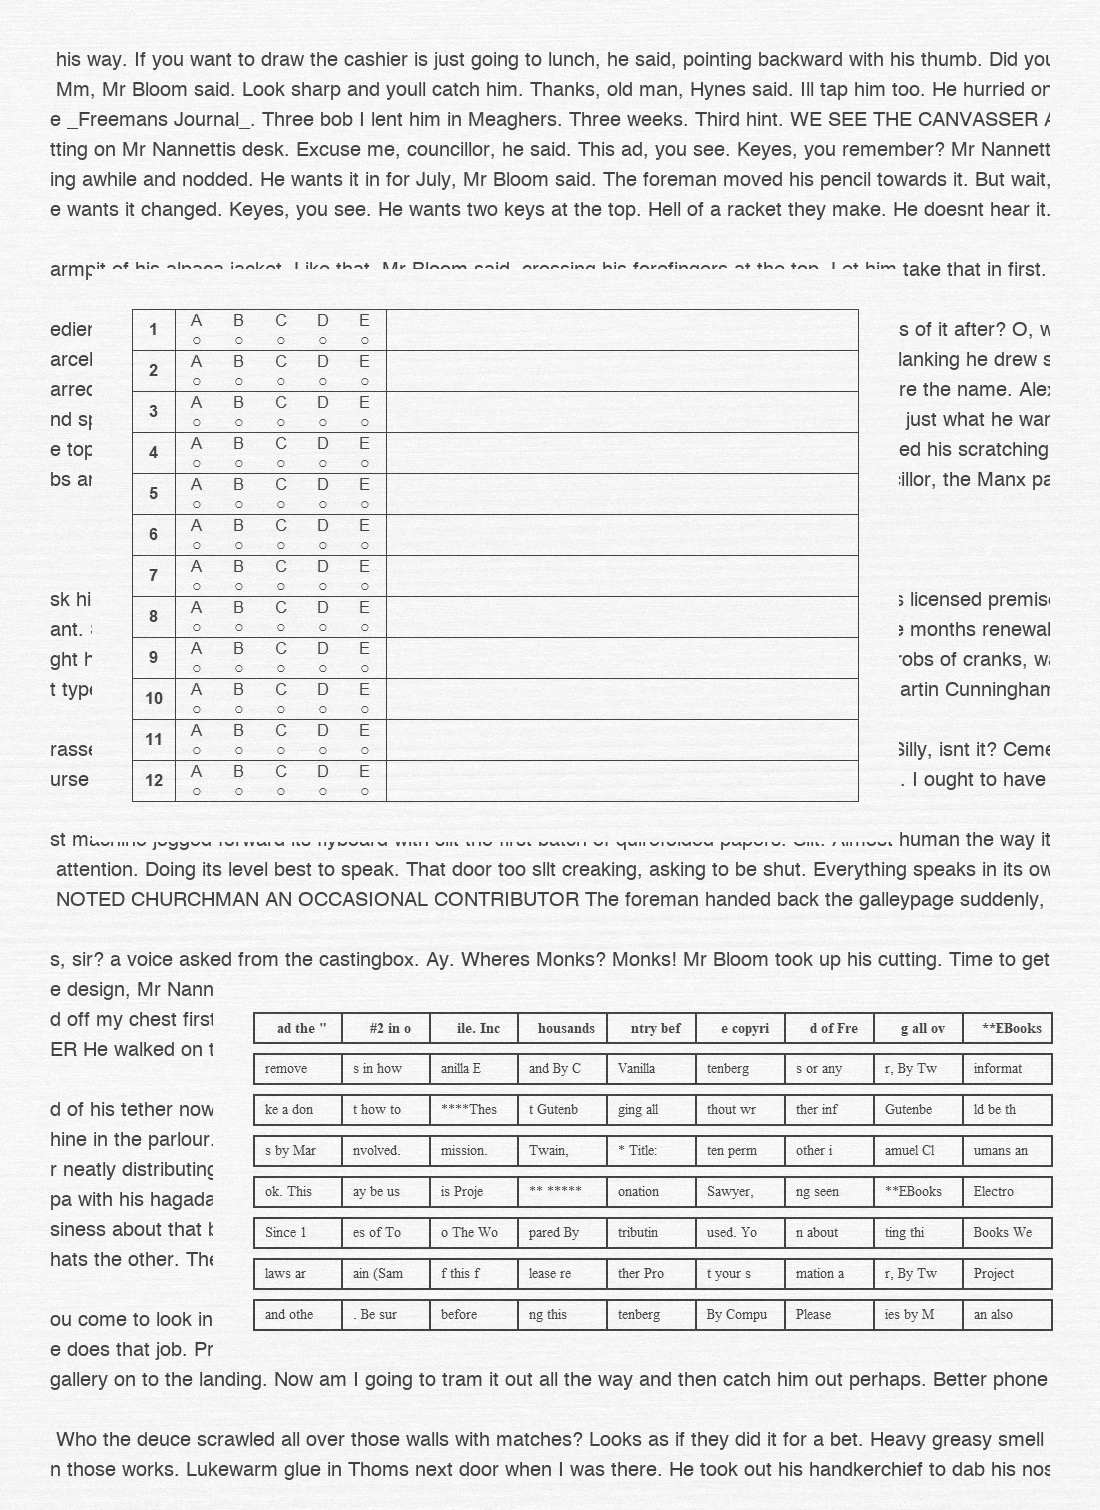 his way. If you want to draw the cashier is just going to lunch, he said, pointing backward with his thumb. Did you
Mm, Mr Bloom said. Look sharp and youll catch him. Thanks, old man, Hynes said. Ill tap him too. He hurried on
e _Freemans Journal_. Three bob I lent him in Meaghers. Three weeks. Third hint. WE SEE THE CANVASSER A
tting on Mr Nannettis desk. Excuse me, councillor, he said. This ad, you see. Keyes, you remember? Mr Nannett
ing awhile and nodded. He wants it in for July, Mr Bloom said. The foreman moved his pencil towards it. But wait,
e wants it changed. Keyes, you see. He wants two keys at the top. Hell of a racket they make. He doesnt hear it.
armpit of his alpaca jacket. Like that, Mr Bloom said, crossing his forefingers at the top. Let him take that in first.
edier s of it after? O, w
arcel lanking he drew s
arred re the name. Alex
nd sp just what he wan
e top ed his scratching
bs an cillor, the Manx pa
sk hi s licensed premise
ant. e months renewal
ght h robs of cranks, wa
t type artin Cunningham
rasse Silly, isnt it? Ceme
urse . I ought to have
1 A B C D E
2 A B C D E
3 A B C D E
4 A B C D E
5 A B C D E
6 A B C D E
7 A B C D E
8 A B C D E
9 A B C D E
10 A B C D E
11 A B C D E
12 A B C D E
st machine jogged forward its flyboard with sllt the first batch of quirefolded papers. Sllt. Almost human the way it
attention. Doing its level best to speak. That door too sllt creaking, asking to be shut. Everything speaks in its ow
NOTED CHURCHMAN AN OCCASIONAL CONTRIBUTOR The foreman handed back the galleypage suddenly,
s, sir? a voice asked from the castingbox. Ay. Wheres Monks? Monks! Mr Bloom took up his cutting. Time to get
e design, Mr Nann
d off my chest first
ER He walked on t
d of his tether now
hine in the parlour.
r neatly distributing
pa with his hagada
siness about that b
hats the other. The
ou come to look in
e does that job. Pr
ad the " #2 in o ile. Inc housands ntry bef e copyri d of Fre g all ov **EBooks
remove s in how anilla E and By C Vanilla tenberg s or any r, By Tw informat
ke a don t how to ****Thes t Gutenb ging all thout wr ther inf Gutenbe ld be th
s by Mar nvolved. mission. Twain, * Title: ten perm other i amuel Cl umans an
ok. This ay be us is Proje ** ***** onation Sawyer, ng seen **EBooks Electro
Since 1 es of To o The Wo pared By tributin used. Yo n about ting thi Books We
laws ar ain (Sam f this f lease re ther Pro t your s mation a r, By Tw Project
and othe . Be sur before ng this tenberg By Compu Please ies by M an also
gallery on to the landing. Now am I going to tram it out all the way and then catch him out perhaps. Better phone
Who the deuce scrawled all over those walls with matches? Looks as if they did it for a bet. Heavy greasy smell
n those works. Lukewarm glue in Thoms next door when I was there. He took out his handkerchief to dab his nos